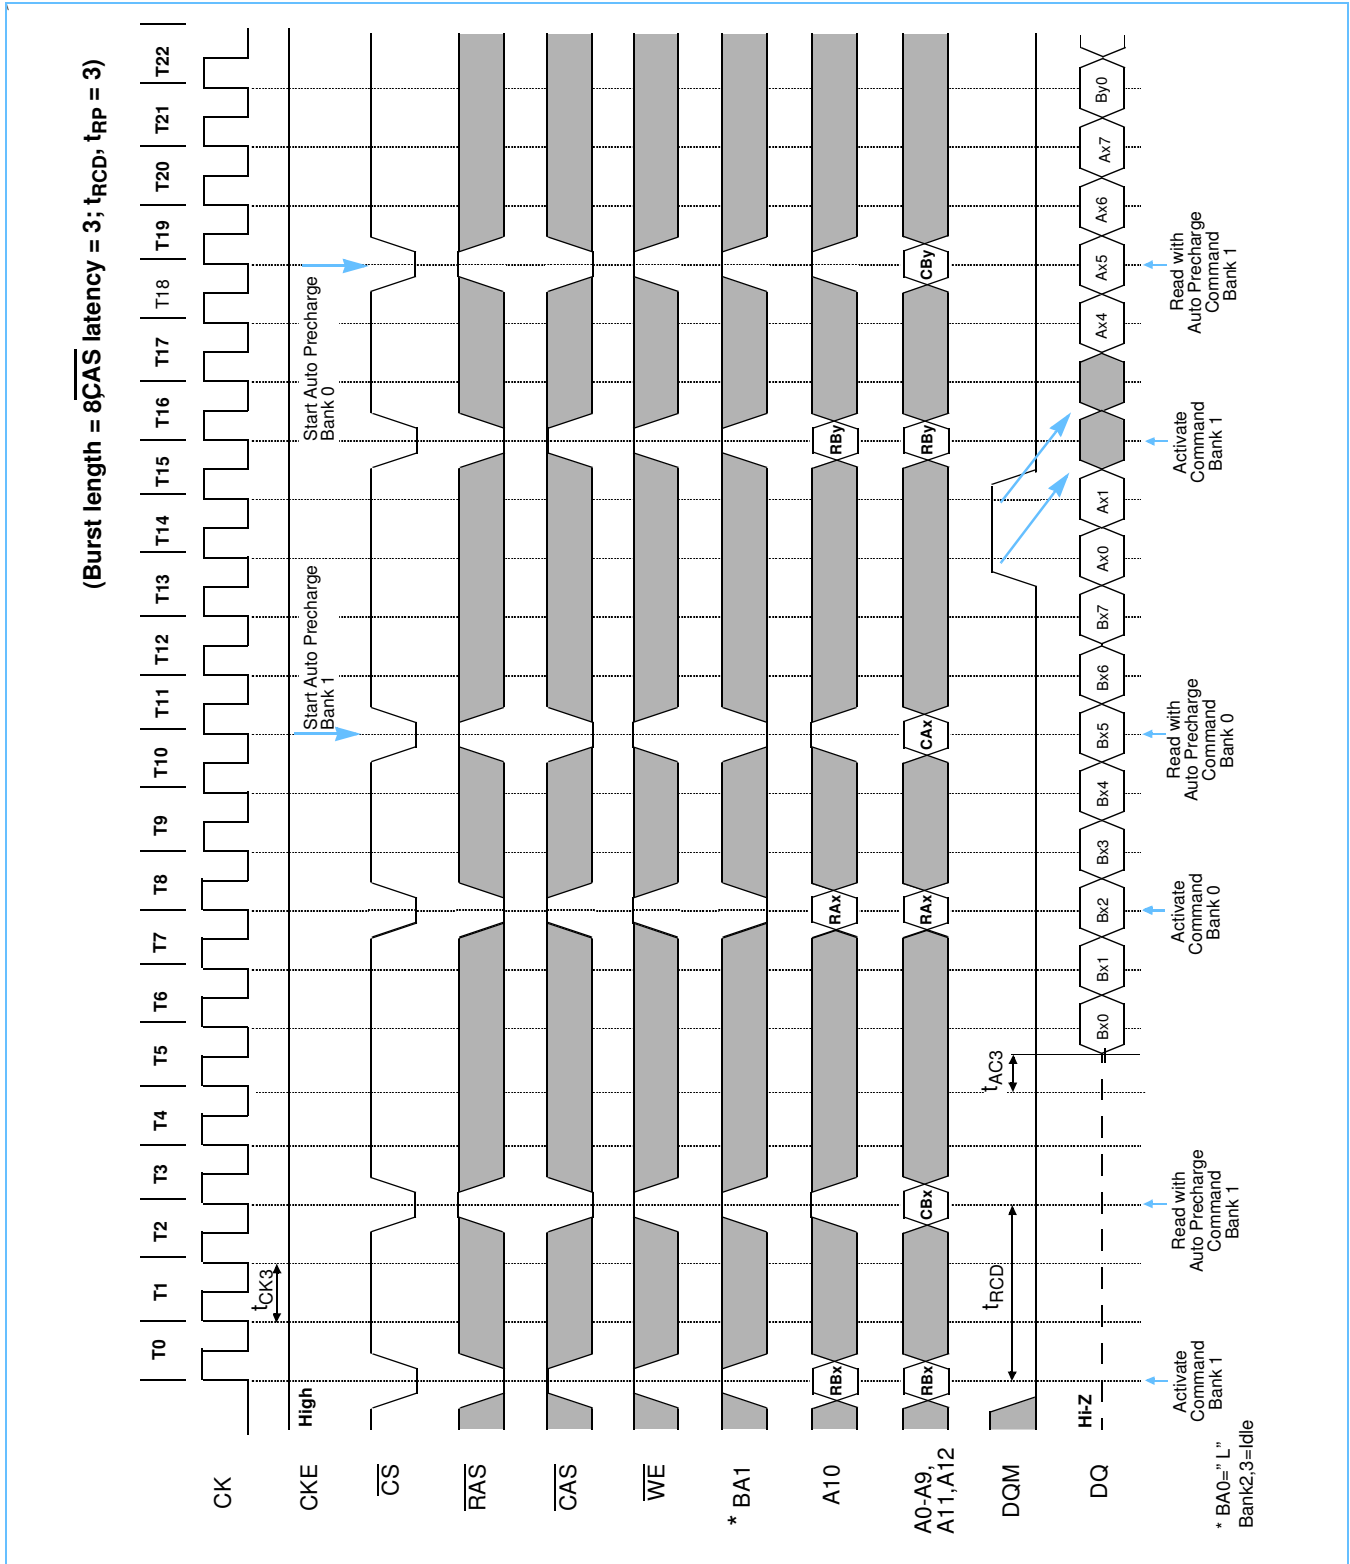 (Burst length = 8,CAS latency = 3; tRCD, tRP = 3)
T0 T1 T2 T3 T4 T5 T6 T7 T8 T9 T10 T11 T12 T13 T14 T15 T16 T17 T18 T19 T20 T21 T22
CK
tCK3
CKE
High
Start Auto Precharge
Bank 1
Start Auto Precharge
Bank 0
CS
RAS
CAS
WE
* BA1
A10
RBx RAx RBy
A0-A9,
A11,A12
RBx CBx RAx CAx RBy CBy
DQM
tRCD
tAC3
DQ
Hi-Z
Bx0 Bx1 Bx2 Bx3 Bx4 Bx5 Bx6 Bx7 Ax0 Ax1 Ax4 Ax5 Ax6 Ax7 By0
Activate
Command
Bank 1
Read with
Auto Precharge
Command
Bank 1
Activate
Command
Bank 0
Read with
Auto Precharge
Command
Bank 0
Activate
Command
Bank 1
Read with
Auto Precharge
Command
Bank 1
* BA0=” L”
Bank2,3=Idle